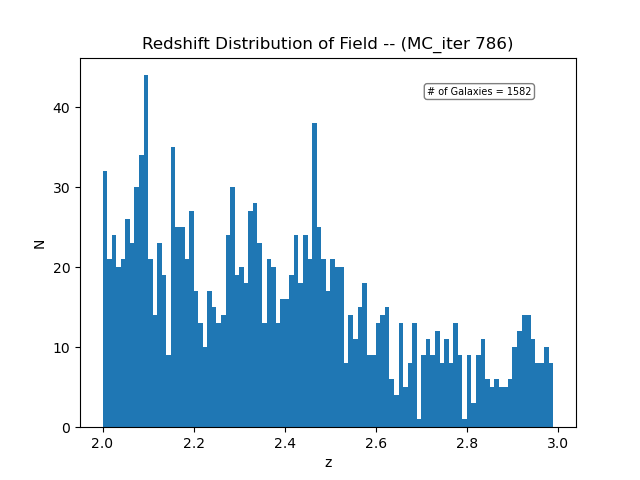 Redshift Distribution of Field -- (MC_iter 786)
# of Galaxies = 1582
40
30
20
10
0
N
2.0 2.2 2.4 2.6 2.8 3.0
z